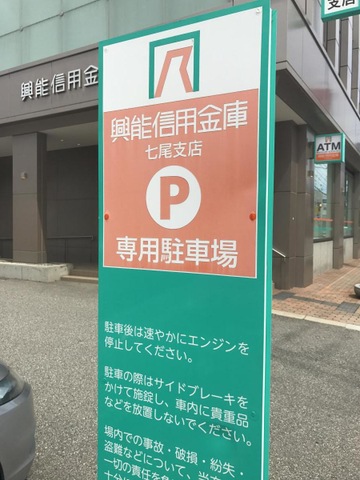 支店
興能信用金
ATM
興能信用金庫
七尾支店
P
専用駐車場
駐車後は速やかにエンジンを
停止してください。
駐車の際はサイドブレーキを
かけて施錠し、車内に貴重品
などを放置しないでください。
場内での事故・破損・紛失・
盗難などについて、当
一切の責任を